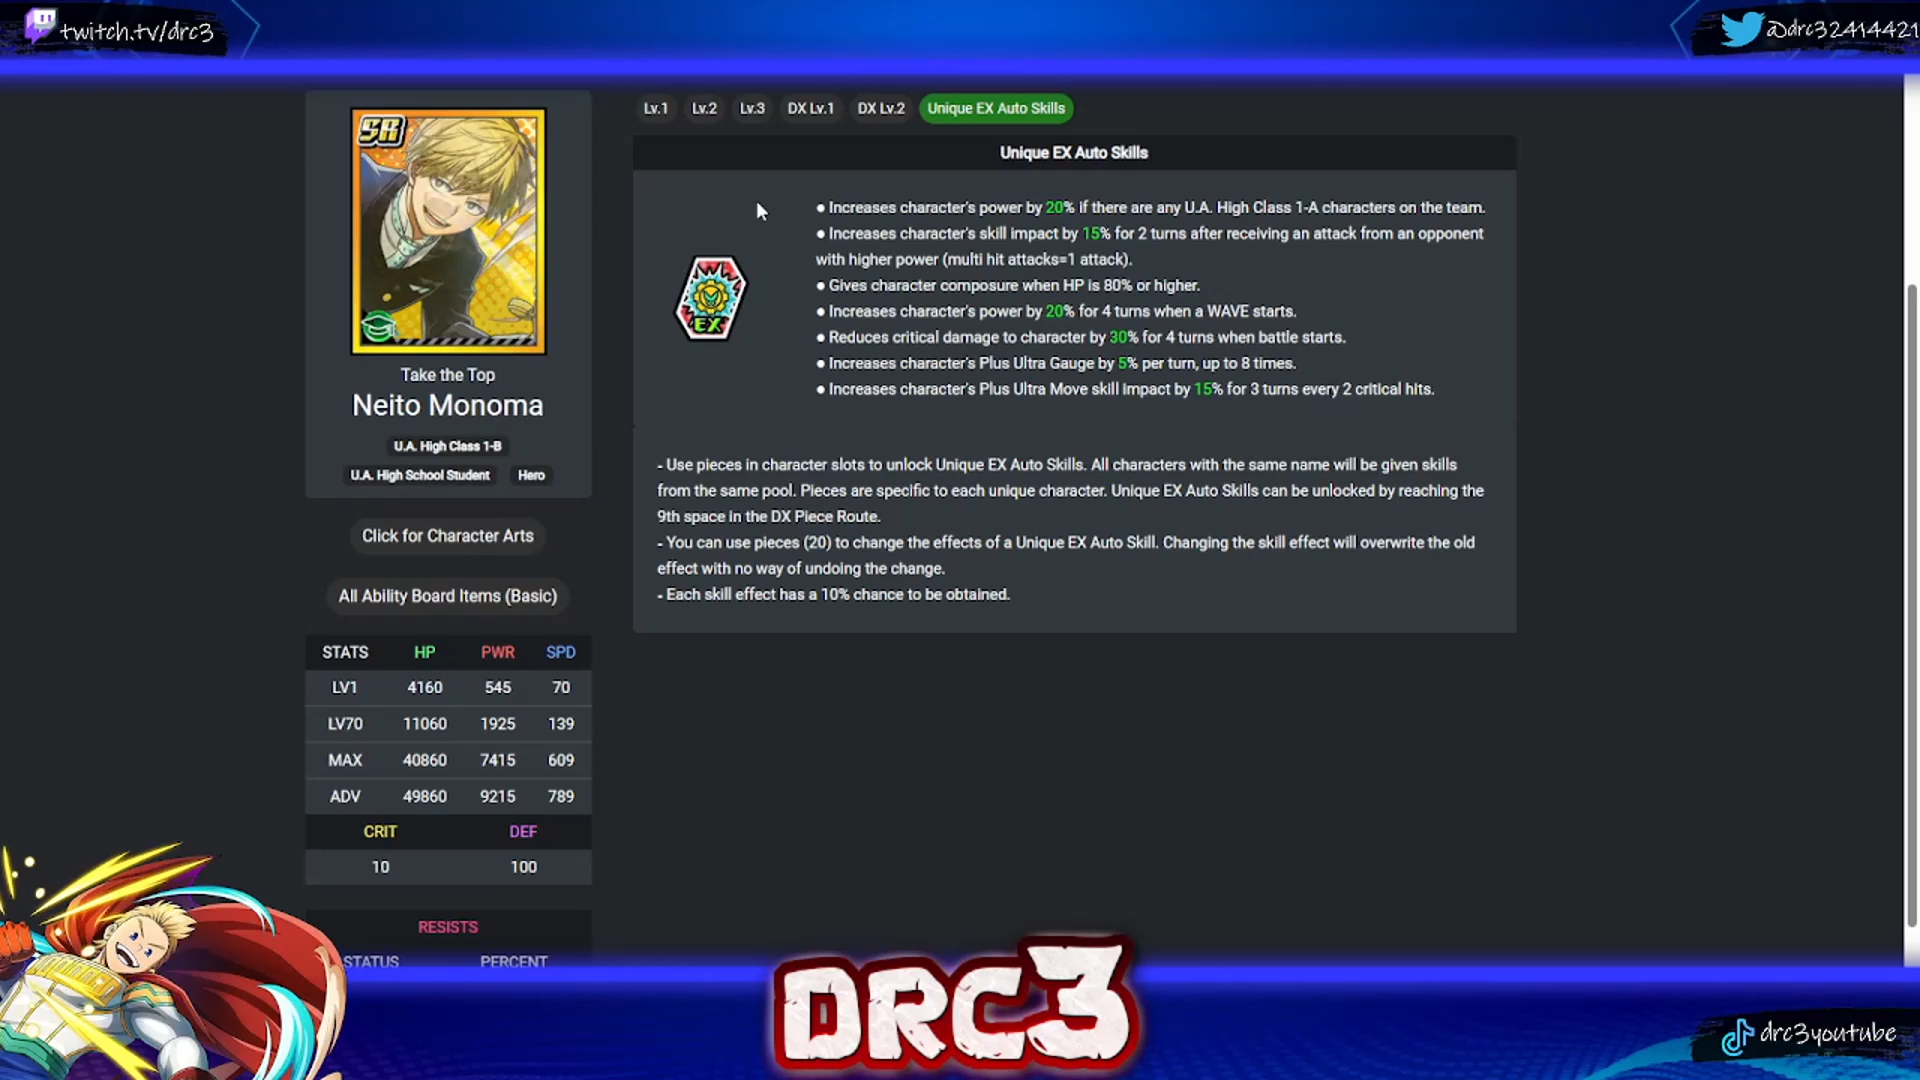 twitch.tv/drc3
@drc32414421
SR
Take the Top
Neito Monoma
U.A. High Class 1-B
U.A. High School Student Hero
Click for Character Arts
All Ability Board Items (Basic)
STATS HP PWR SPD
LV1 4160 545 70
LV70 11060 1925 139
MAX 40860 7415 609
ADV 49860 9215 789
CRIT DEF
10 100
RESISTS
STATUS PERCENT
Lv.1 Lv.2 Lv.3 DX Lv.1 DX Lv.2 Unique EX Auto Skills
Unique EX Auto Skills
EX
● Increases character's power by 20% if there are any U.A. High Class 1-A characters on the team.
● Increases character's skill impact by 15% for 2 turns after receiving an attack from an opponent
with higher power (multi hit attacks=1 attack).
● Gives character composure when HP is 80% or higher.
● Increases character's power by 20% for 4 turns when a WAVE starts.
● Reduces critical damage to character by 30% for 4 turns when battle starts.
● Increases character's Plus Ultra Gauge by 5% per turn, up to 8 times.
● Increases character's Plus Ultra Move skill impact by 15% for 3 turns every 2 critical hits.
- Use pieces in character slots to unlock Unique EX Auto Skills. All characters with the same name will be given skills
from the same pool. Pieces are specific to each unique character. Unique EX Auto Skills can be unlocked by reaching the
9th space in the DX Piece Route.
- You can use pieces (20) to change the effects of a Unique EX Auto Skill. Changing the skill effect will overwrite the old
effect with no way of undoing the change.
- Each skill effect has a 10% chance to be obtained.
DRC3
drc3youtube